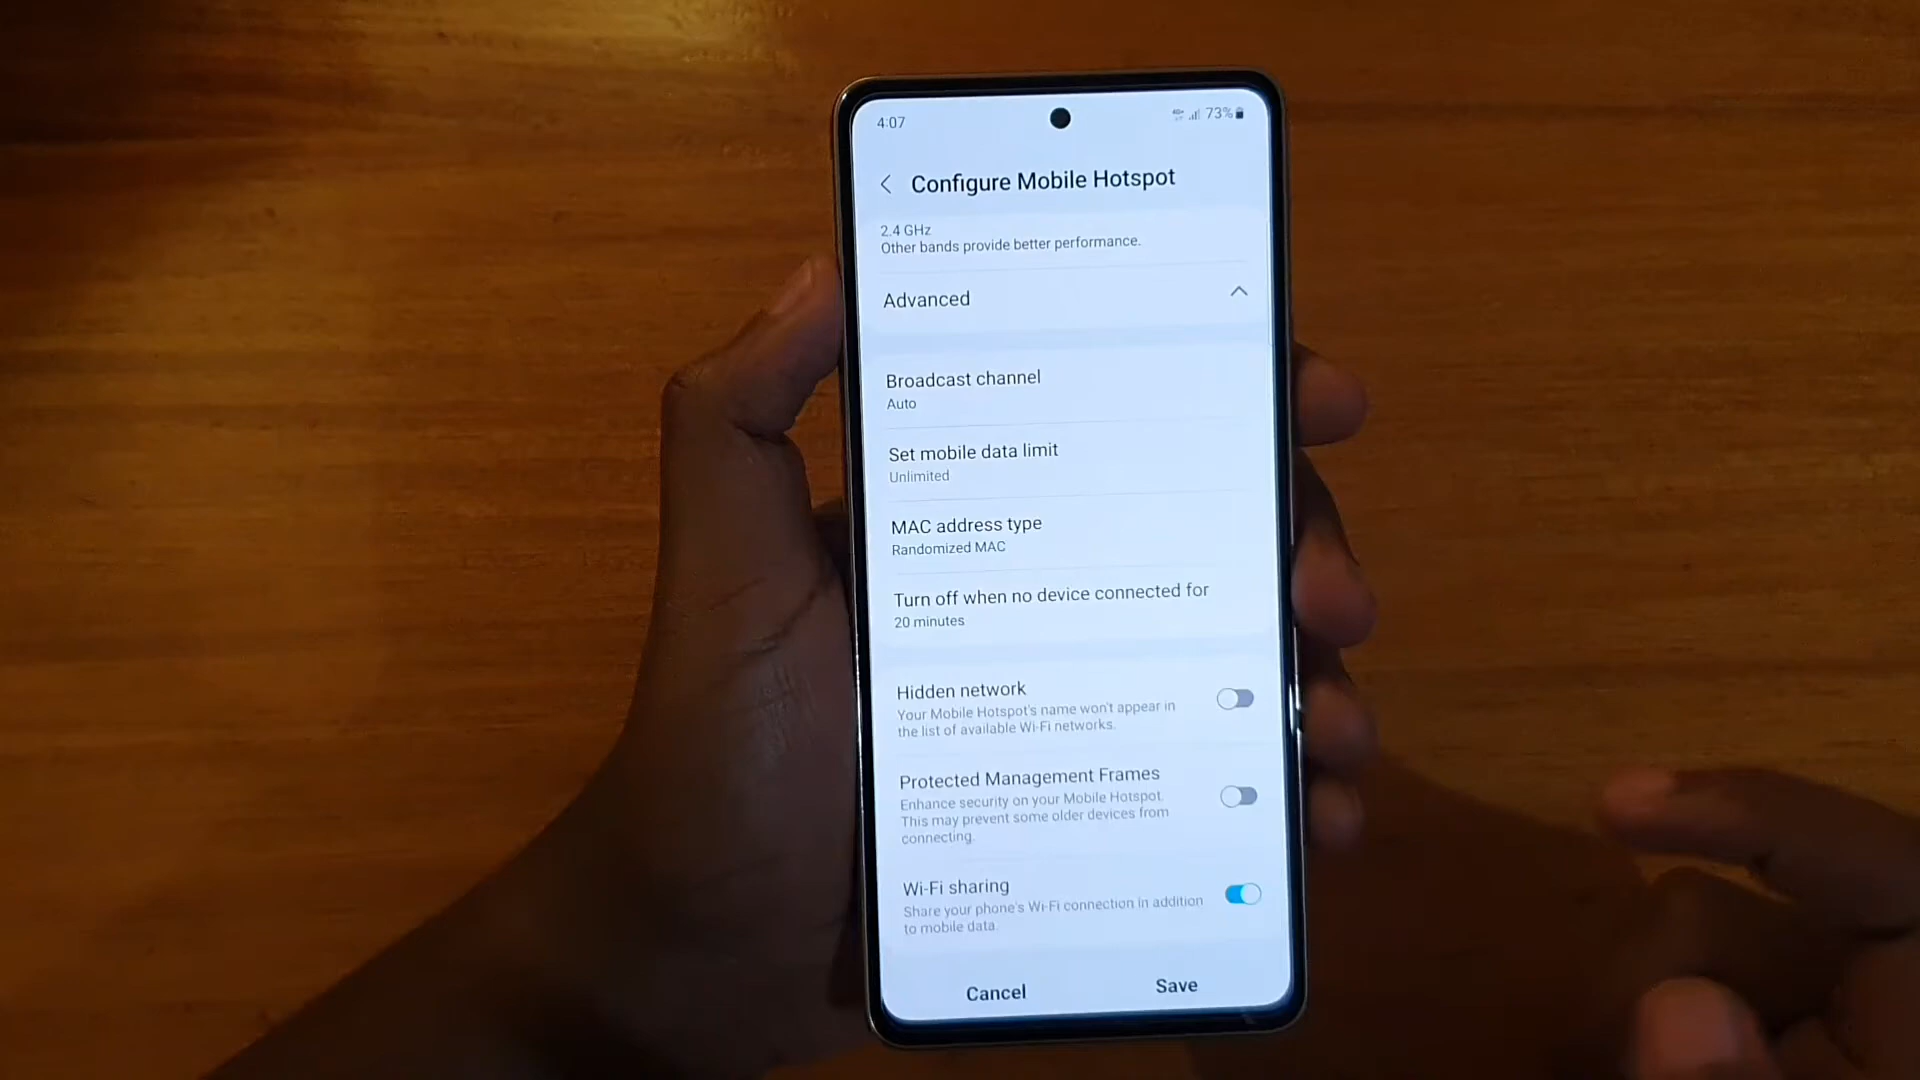 4:07
73%
Configure Mobile Hotspot
2.4 GHz
Other bands provide better performance.
Advanced
Broadcast channel
Auto
Set mobile data limit
Unlimited
MAC address type
Randomized MAC
Turn off when no device connected for
20 minutes
Hidden network
Your Mobile Hotspot's name won't appear in
the list of available Wi-Fi networks.
Protected Management Frames
Enhance security on your Mobile Hotspot.
This may prevent some older devices from
connecting.
Wi-Fi sharing
Share your phone's Wi-Fi connection in addition
to mobile data.
Cancel
Save